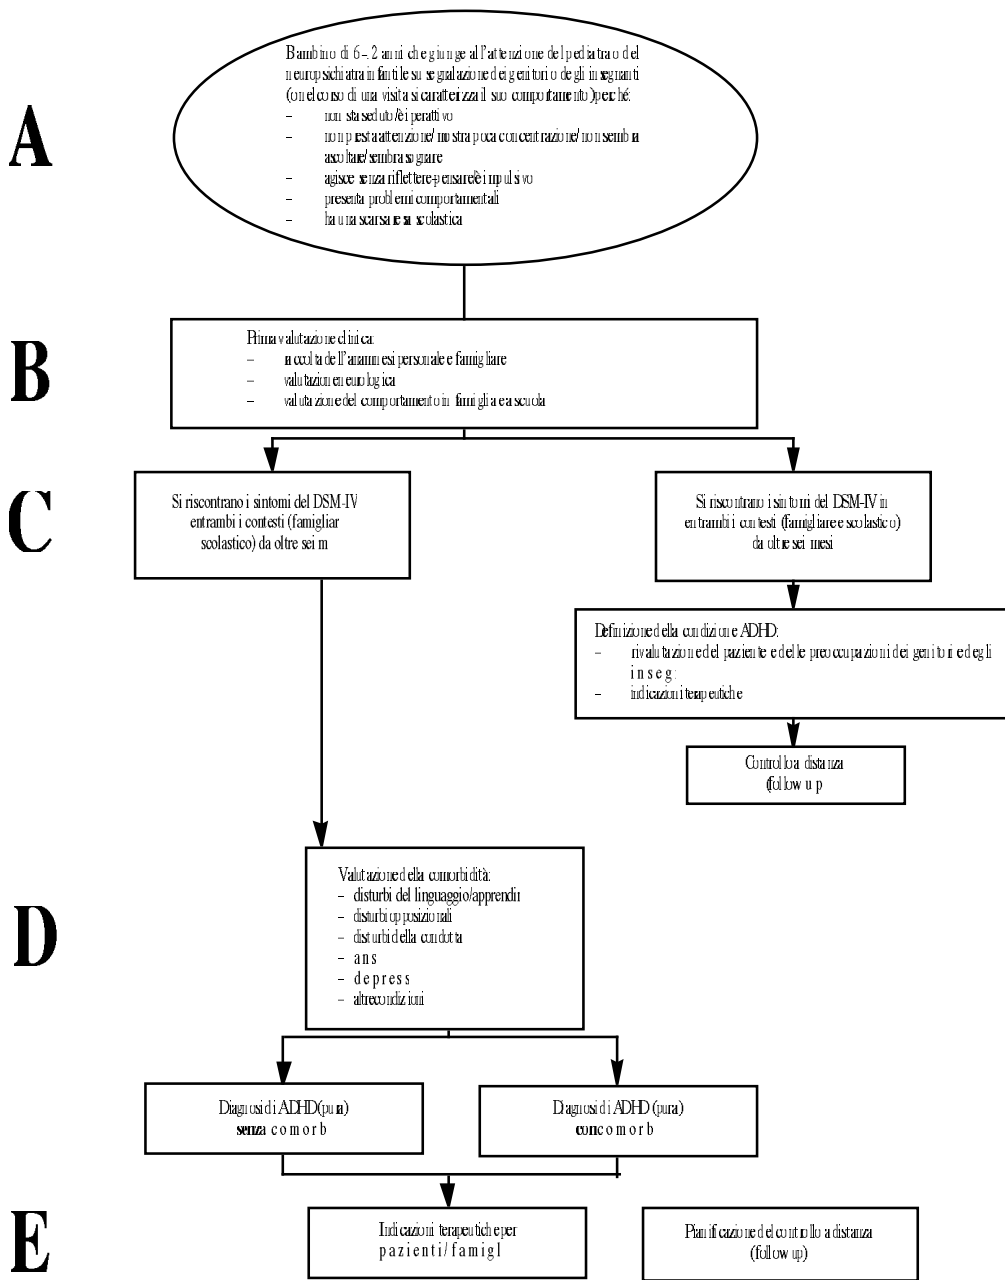 A
Bambino di 6–.2 anni che giunge all'attenzione del pediatra o del
neuropsichiatra infantile su segnalazione dei genitori o degli insegnanti
(o nel corso di una visita si caratterizza il suo comportamento) perché:
– non sta seduto/è iperattivo
– non presta attenzione/ mostra poca concentrazione/ non sembra
ascoltare/ sembra sognare
– agisce senza riflettere-pensare/è impulsivo
– presenta problemi comportamentali
– ha una scarsa resa scolastica
B
Prima valutazione clinica:
– raccolta dell'anamnesi personale e famigliare
– valutazione neurologica
– valutazione del comportamento in famiglia e a scuola
C
Si riscontrano i sintomi del DSM-IV
entrambi i contesti (famigliar
scolastico) da oltre sei m
Si riscontrano i sintomi del DSM-IV in
entrambi i contesti (famigliare e scolastico)
da oltre sei mesi
Definizione della condizione ADHD:
– rivalutazione del paziente e delle preoccupazioni dei genitori e degli
inseg
– indicazioni terapeutiche
Controllo a distanza
(follow up
D
Valutazione della comorbidità:
– disturbi del linguaggio/apprendir
– disturbi opposizionali
– disturbi della condotta
– ans
– depress
– altre condizioni
Diagnosi di ADHD (pura)
senza comorb
Diagnosi di ADHD (pura)
con comorb
E
Indicazioni terapeutiche per
pazienti/famigl
Pianificazione del controllo a distanza
(follow up)